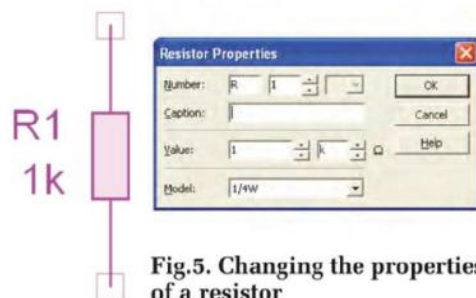 R1
1k
Resistor Properties
Number: R 1
OK
Caption:
Cancel
Value: 1 k Ω
Help
Model: 1/4W
Fig.5. Changing the properties
of a resistor